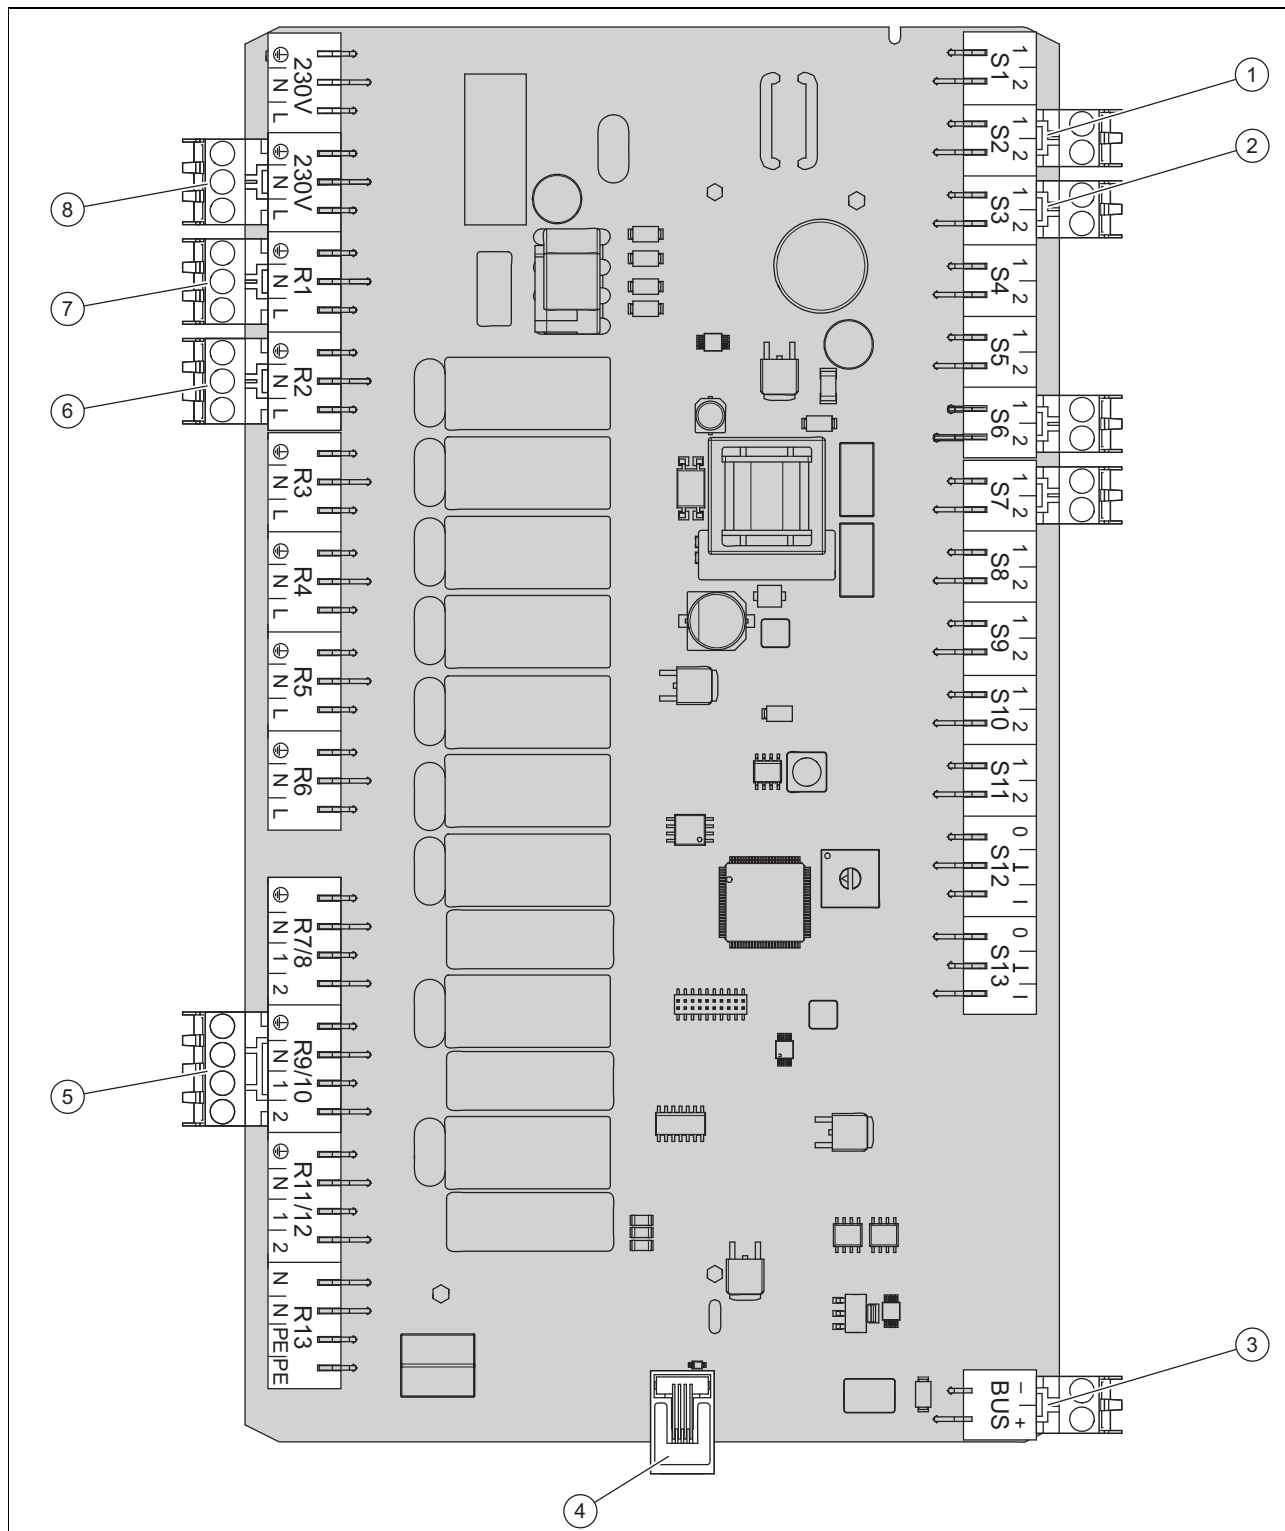 ⏚ N L
230V
⏚ N L
230V
⏚ N L
R1
⏚ N L
R2
⏚ N L
R3
⏚ N L
R4
⏚ N L
R5
⏚ N L
R6
⏚ N 1 2
R7/8
⏚ N 1 2
R9/10
⏚ N 1 2
R11/12
N N PE PE
R13
1 2
S1
1 2
S2
1 2
S3
1 2
S4
1 2
S5
1 2
S6
1 2
S7
1 2
S8
1 2
S9
1 2
S10
1 2
S11
0 ⊥ I
S12
0 ⊥ I
S13
– +
BUS
1
2
3
4
5
6
7
8